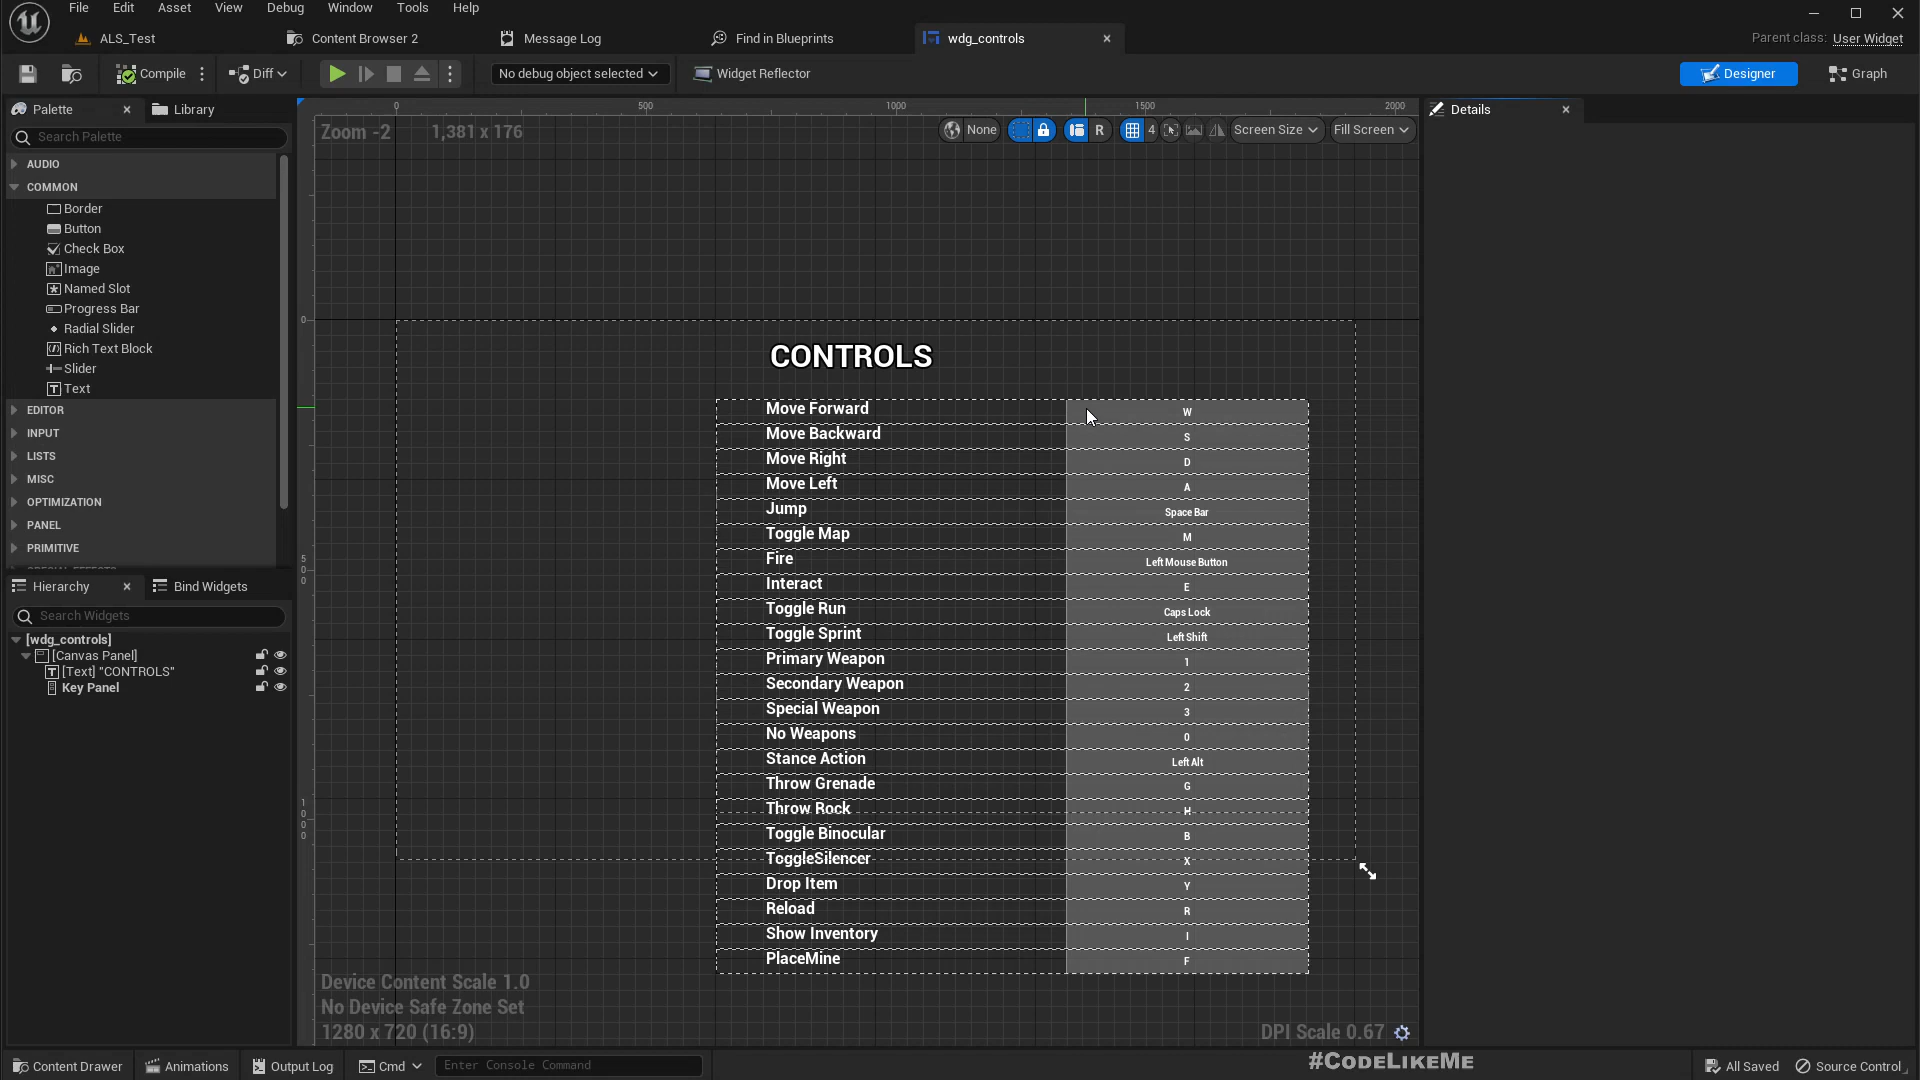 File Edit Asset View Debug Window Tools Help
ALS_Test Content Browser 2 Message Log Find in Blueprints wdg_controls Parent class: User Widget
Compile Diff No debug object selected Widget Reflector Designer Graph
Palette Library Details
Search Palette
AUDIO
COMMON
Border
Button
Check Box
Image
Named Slot
Progress Bar
Radial Slider
Rich Text Block
Slider
Text
EDITOR
INPUT
LISTS
MISC
OPTIMIZATION
PANEL
PRIMITIVE
Hierarchy Bind Widgets
Search Widgets
[wdg_controls]
[Canvas Panel]
[Text] "CONTROLS"
Key Panel
0 500 1000 1500 2000
Zoom -2 1,381 x 176 None R 4 Screen Size Fill Screen
0
500
1000
CONTROLS
Move Forward W
Move Backward S
Move Right D
Move Left A
Jump Space Bar
Toggle Map M
Fire Left Mouse Button
Interact E
Toggle Run Caps Lock
Toggle Sprint Left Shift
Primary Weapon 1
Secondary Weapon 2
Special Weapon 3
No Weapons 0
Stance Action Left Alt
Throw Grenade G
Throw Rock H
Toggle Binocular B
ToggleSilencer X
Drop Item Y
Reload R
Show Inventory I
PlaceMine F
Device Content Scale 1.0
No Device Safe Zone Set
1280 x 720 (16:9) DPI Scale 0.67
#CodeLikeMe
Content Drawer Animations Output Log Cmd Enter Console Command All Saved Source Control